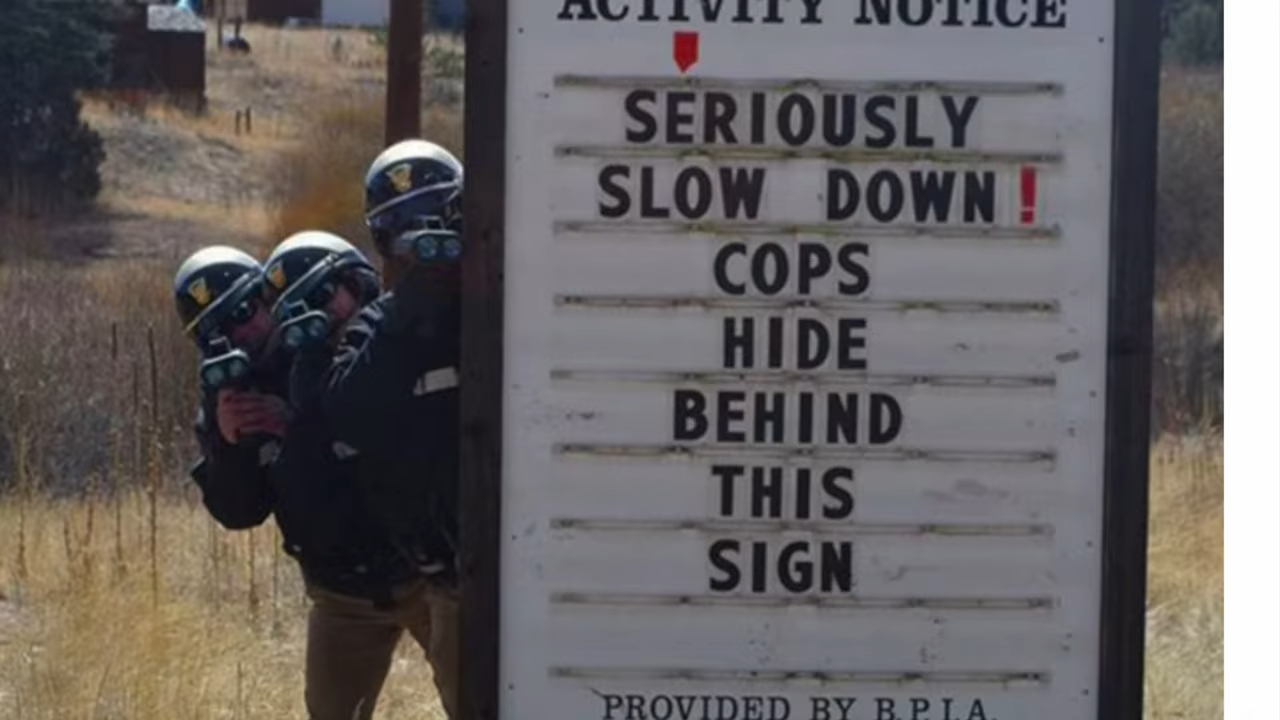 ACTIVITY NOTICE
SERIOUSLY
SLOW DOWN!
COPS
HIDE
BEHIND
THIS
SIGN
PROVIDED BY B.P.I.A.